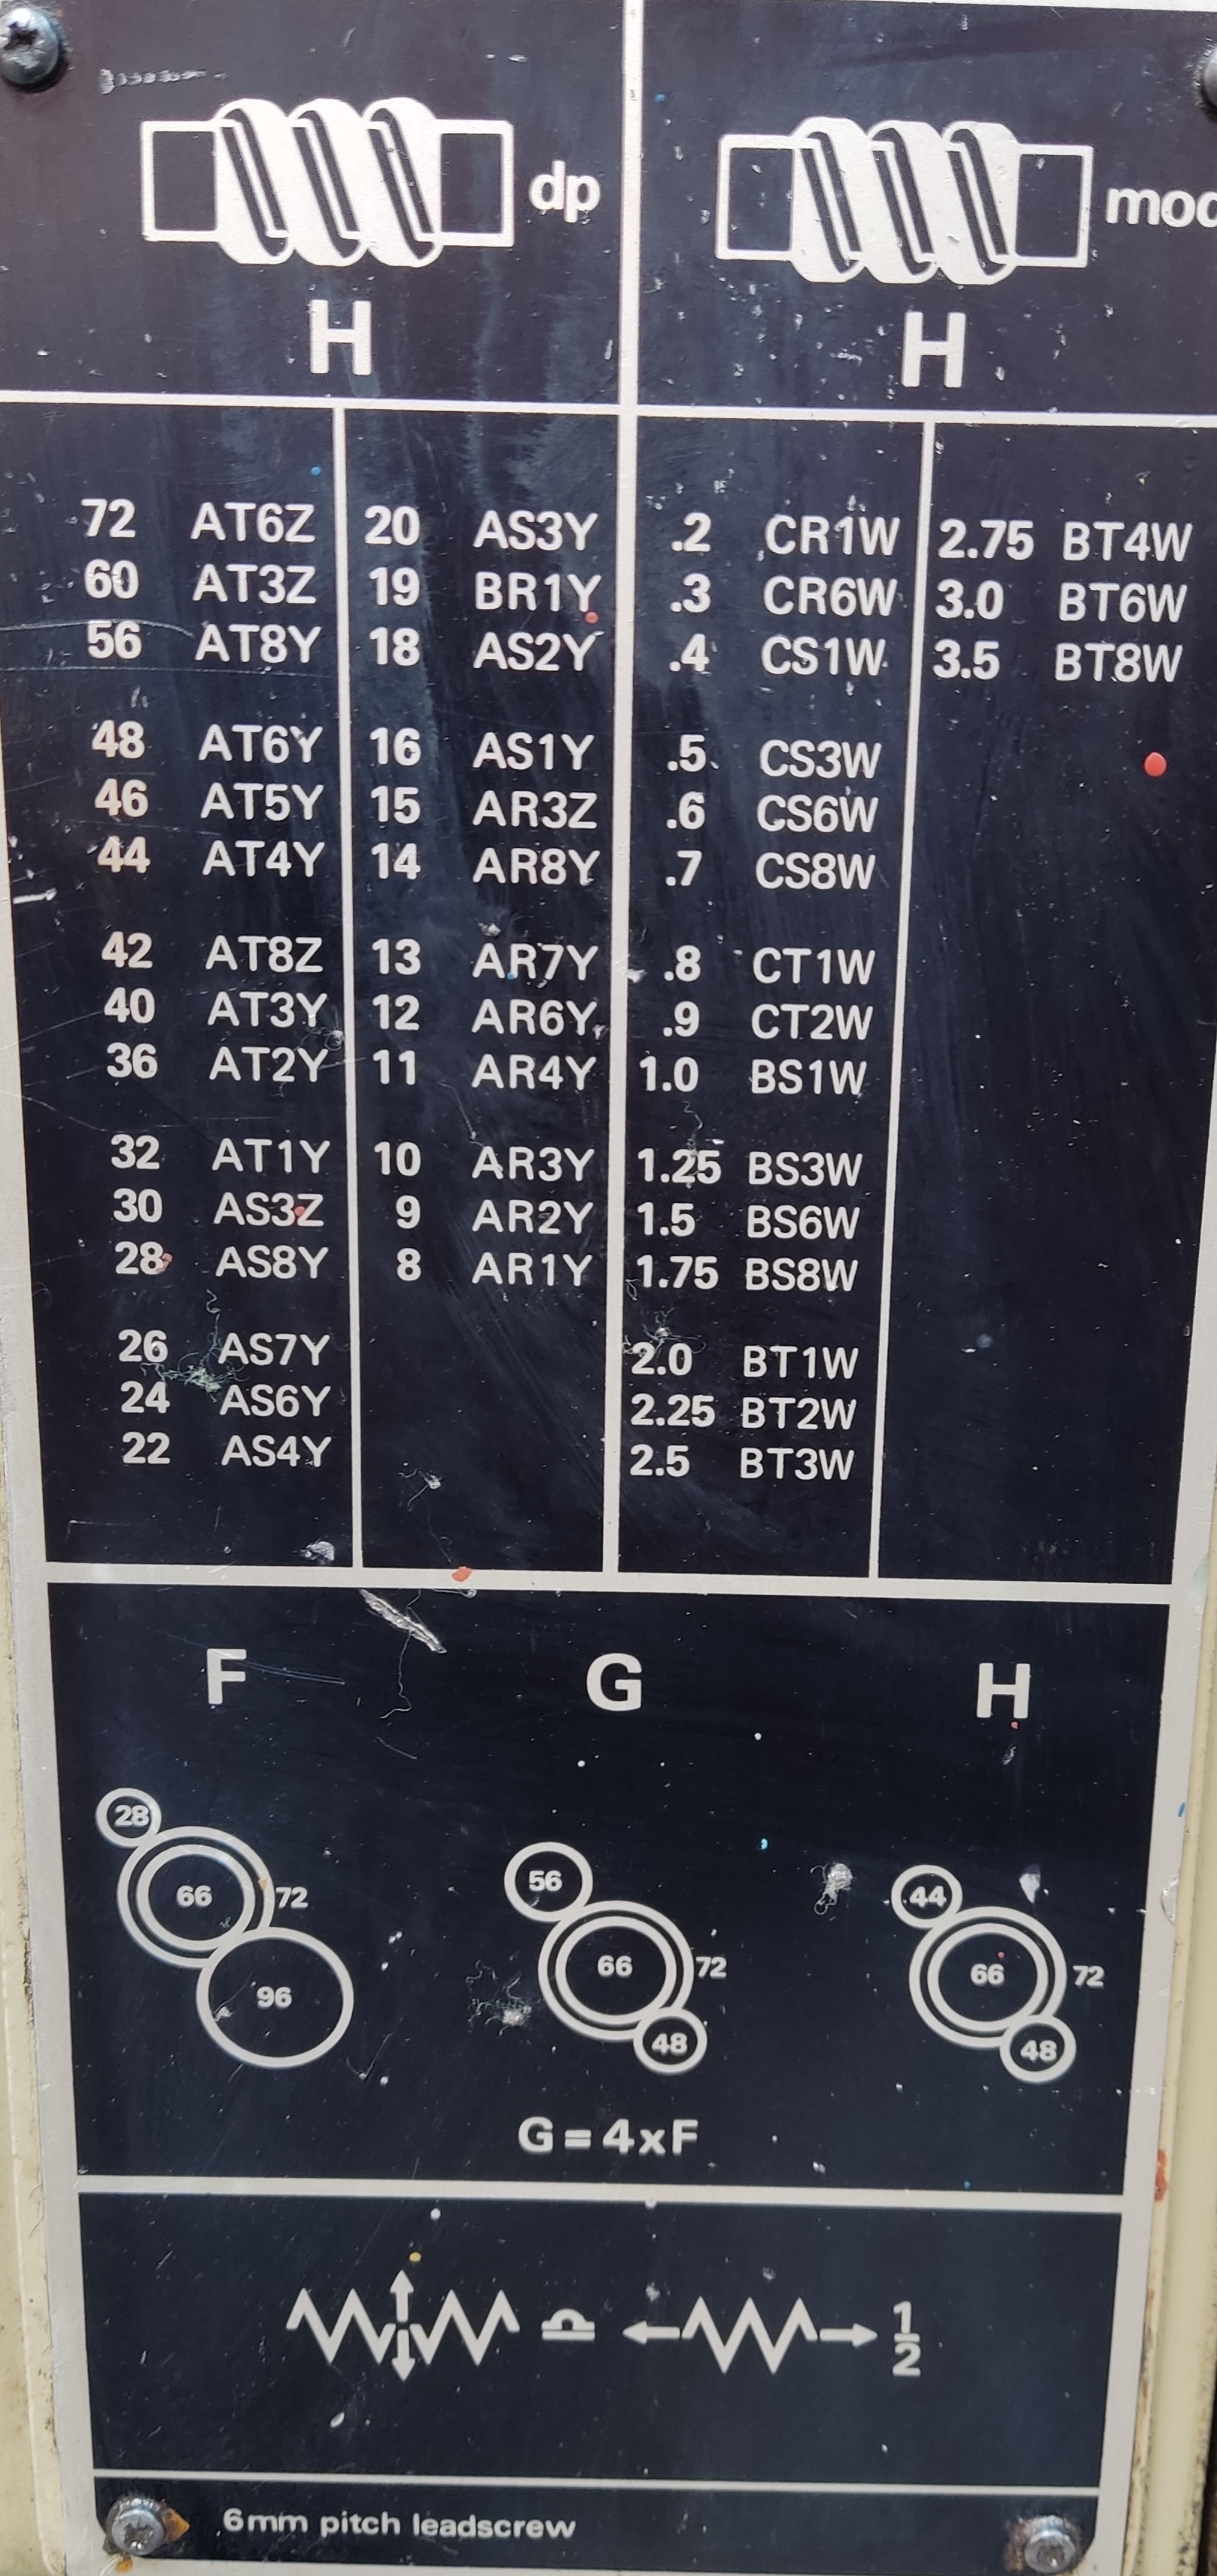 dp
mod
H
H
72 AT6Z 20 AS3Y .2 CR1W 2.75 BT4W
60 AT3Z 19 BR1Y .3 CR6W 3.0 BT6W
56 AT8Y 18 AS2Y .4 CS1W 3.5 BT8W
48 AT6Y 16 AS1Y .5 CS3W
46 AT5Y 15 AR3Z .6 CS6W
44 AT4Y 14 AR8Y .7 CS8W
42 AT8Z 13 AR7Y .8 CT1W
40 AT3Y 12 AR6Y .9 CT2W
36 AT2Y 11 AR4Y 1.0 BS1W
32 AT1Y 10 AR3Y 1.25 BS3W
30 AS3Z 9 AR2Y 1.5 BS6W
28 AS8Y 8 AR1Y 1.75 BS8W
26 AS7Y 2.0 BT1W
24 AS6Y 2.25 BT2W
22 AS4Y 2.5 BT3W
F G H
28 66 72 96
56 66 72 48
44 66 72 48
G=4xF
1/2
6mm pitch leadscrew